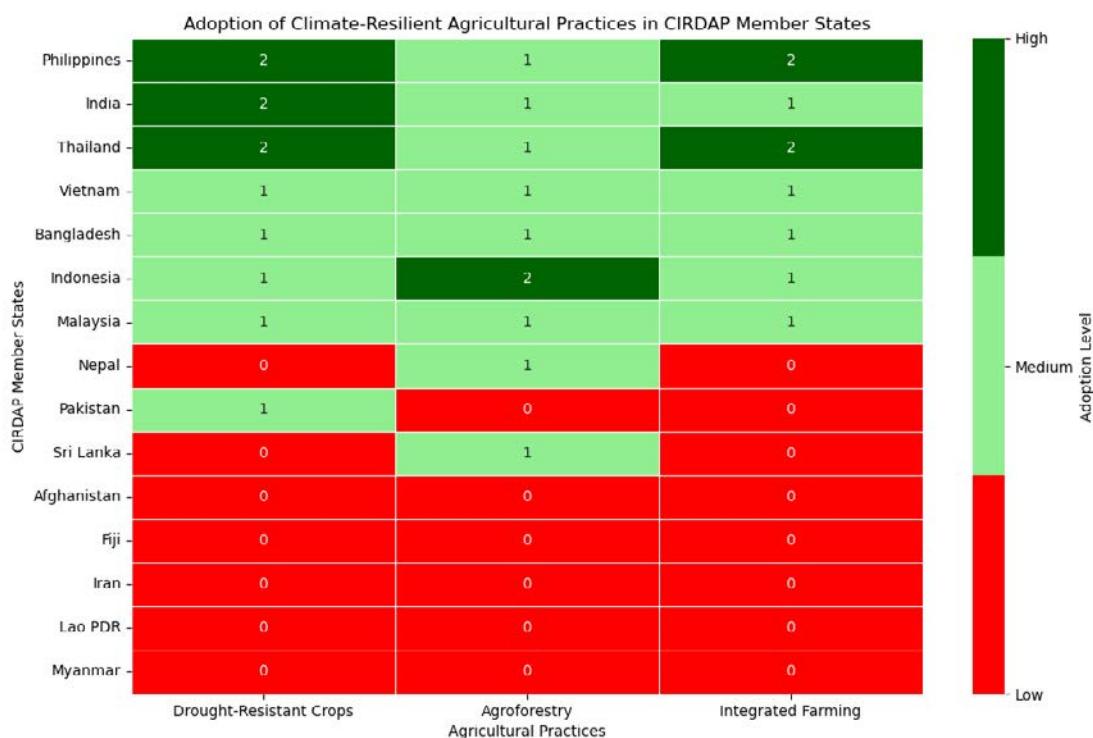 Adoption of Climate-Resilient Agricultural Practices in CIRDAP Member States
High
Philippines 2 1 2
India 2 1 1
Thailand 2 1 2
Vietnam 1 1 1
Bangladesh 1 1 1
Indonesia 1 2 1
Malaysia 1 1 1
Nepal 0 1 0
Medium
Pakistan 1 0 0
Sri Lanka 0 1 0
Afghanistan 0 0 0
Fiji 0 0 0
Iran 0 0 0
Lao PDR 0 0 0
Myanmar 0 0 0
Low
CIRDAP Member States
Adoption Level
Drought-Resistant Crops Agroforestry Integrated Farming
Agricultural Practices